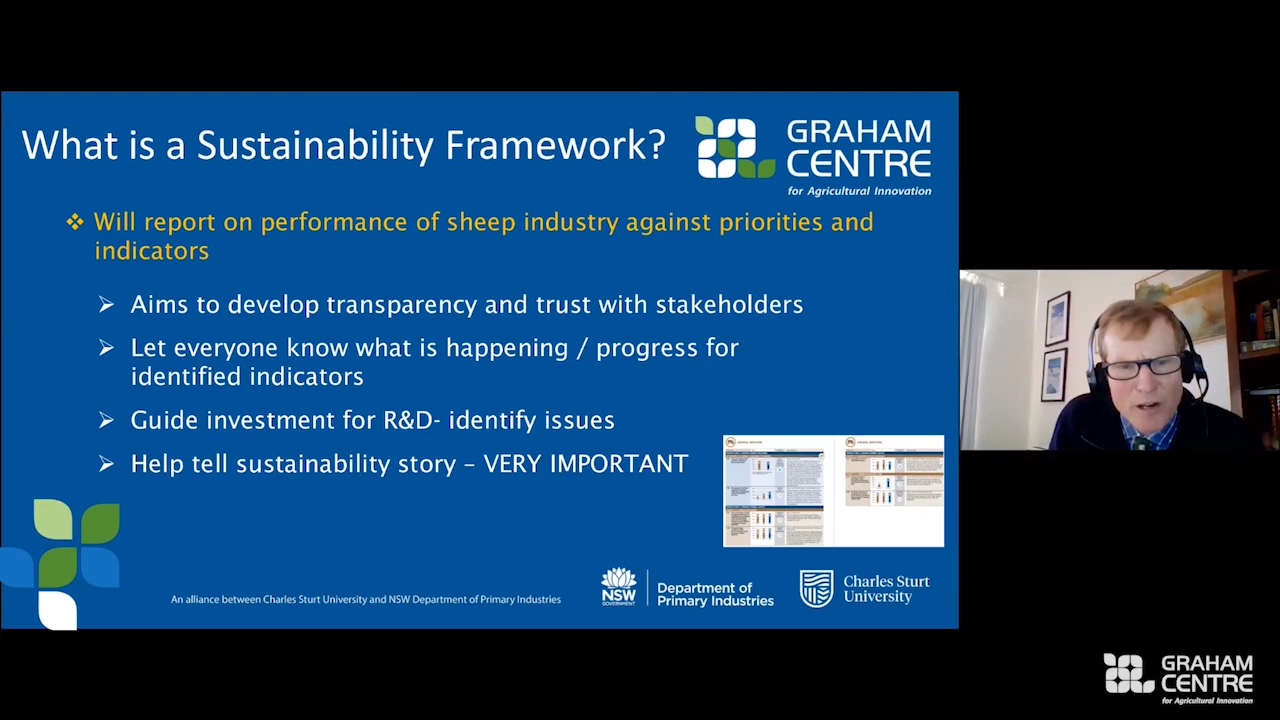 What is a Sustainability Framework?
GRAHAM
CENTRE
for Agricultural Innovation
❖ Will report on performance of sheep industry against priorities and
indicators
➢ Aims to develop transparency and trust with stakeholders
➢ Let everyone know what is happening / progress for
identified indicators
➢ Guide investment for R&D- identify issues
➢ Help tell sustainability story – VERY IMPORTANT
An alliance between Charles Sturt University and NSW Department of Primary Industries
NSW
GOVERNMENT
Department of
Primary Industries
Charles Sturt
University
GRAHAM
CENTRE
for Agricultural Innovation